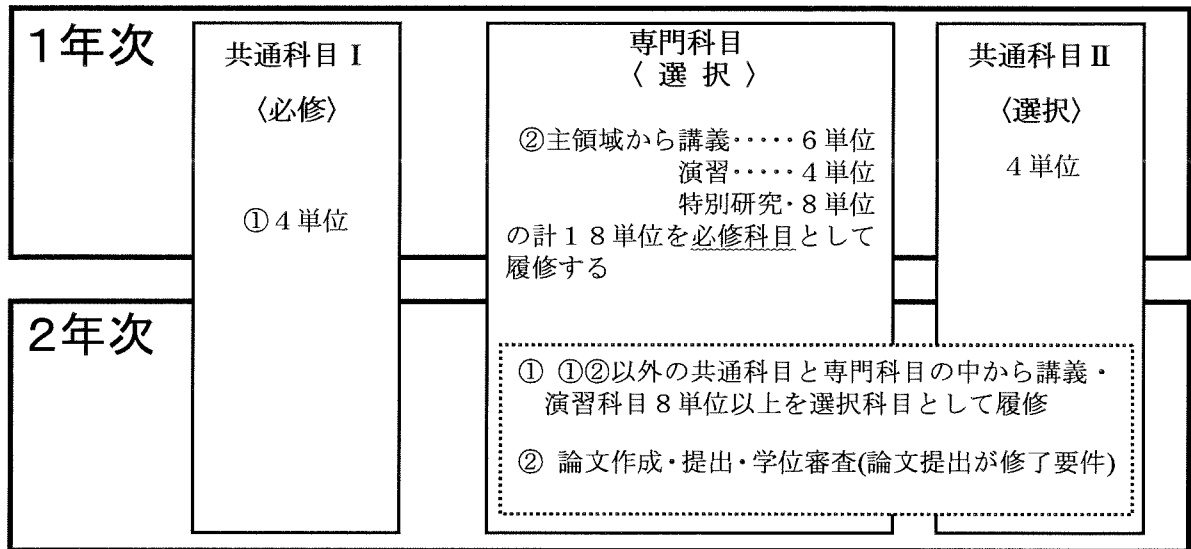 1年次
共通科目Ⅰ
〈必修〉
①4単位
専門科目
〈 選 択 〉
②主領域から講義‥‥‥6単位
演習‥‥‥4単位
特別研究・8単位
の計18単位を必修科目として
履修する
共通科目Ⅱ
〈選択〉
4単位
2年次
① ①②以外の共通科目と専門科目の中から講義・
演習科目8単位以上を選択科目として履修
② 論文作成・提出・学位審査(論文提出が修了要件)